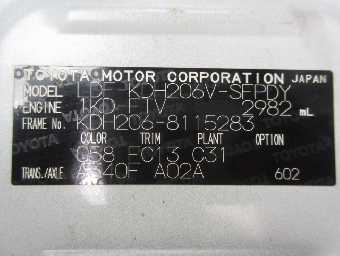 TOYOTA MOTOR CORPORATION JAPAN
MODEL LDF-KDH206V-SFPDY
ENGINE 1KD-FTV 2982 mL
FRAME No. KDH206-8115283
COLOR TRIM PLANT OPTION
058 FC13 C31
TRANS./AXLE A340F A02A 602